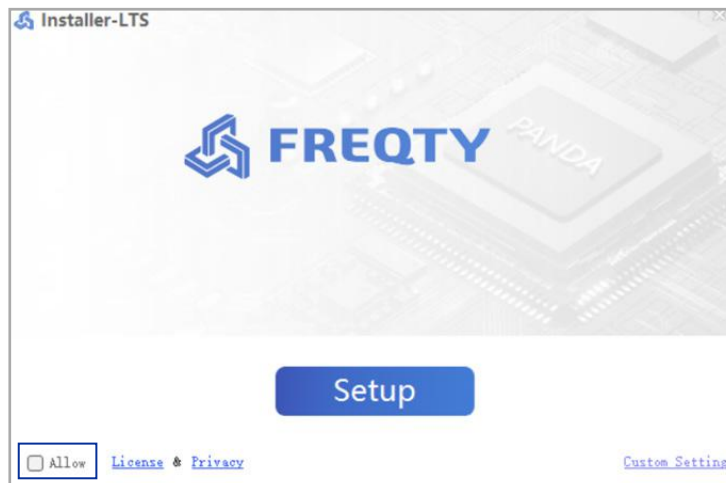 Installer-LTS
FREQTY
PANDA
Setup
Allow License & Privacy
Custom Setting